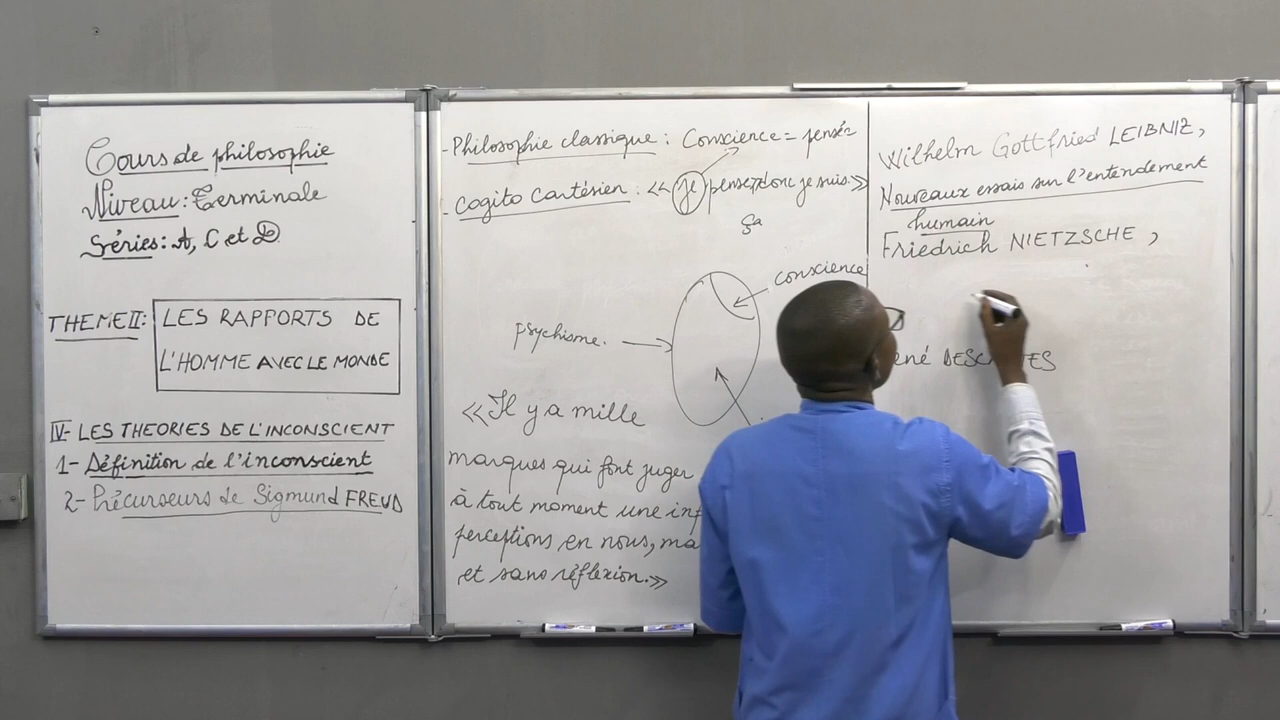 Cours de philosophie
Niveau : Terminale
Séries : A, C et D
THEME II : LES RAPPORTS DE
L'HOMME AVEC LE MONDE
IV- LES THEORIES DE L'INCONSCIENT
1- Définition de l'inconscient
2- Précurseurs de Sigmund FREUD
- Philosophie classique : Conscience = pensée
- Cogito Cartésien : << je pense, donc je suis. >>
ça
conscience
psychisme.
<< Il y a mille
marques qui font juger
à tout moment une inf
perceptions en nous, ma
et sans réflexion. >>
Wilhelm Gottfried LEIBNIZ,
Nouveaux essais sur l'entendement
humain
Friedrich NIETZSCHE,
ené DESC TES